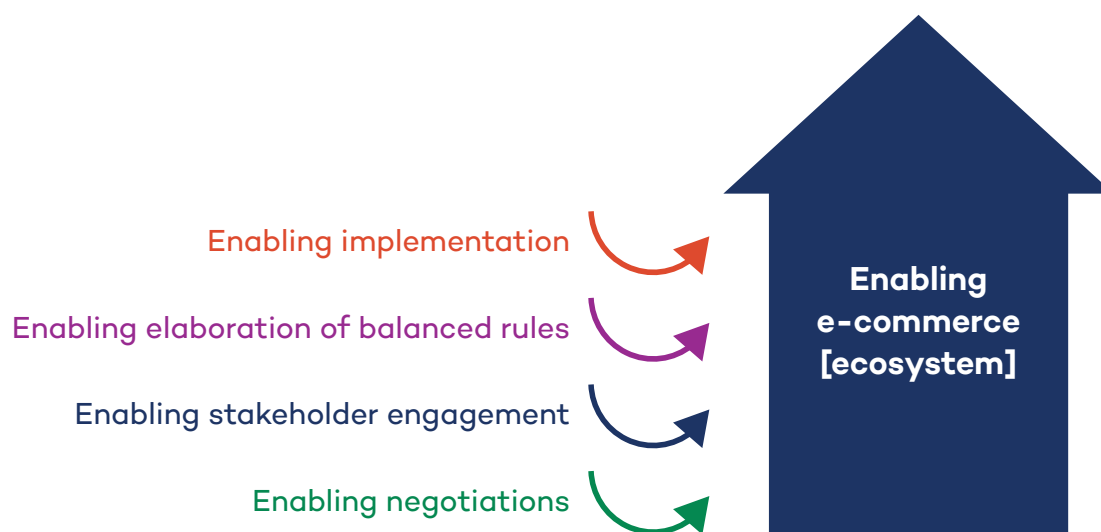 Enabling implementation
Enabling elaboration of balanced rules
Enabling stakeholder engagement
Enabling negotiations
Enabling
e-commerce
[ecosystem]